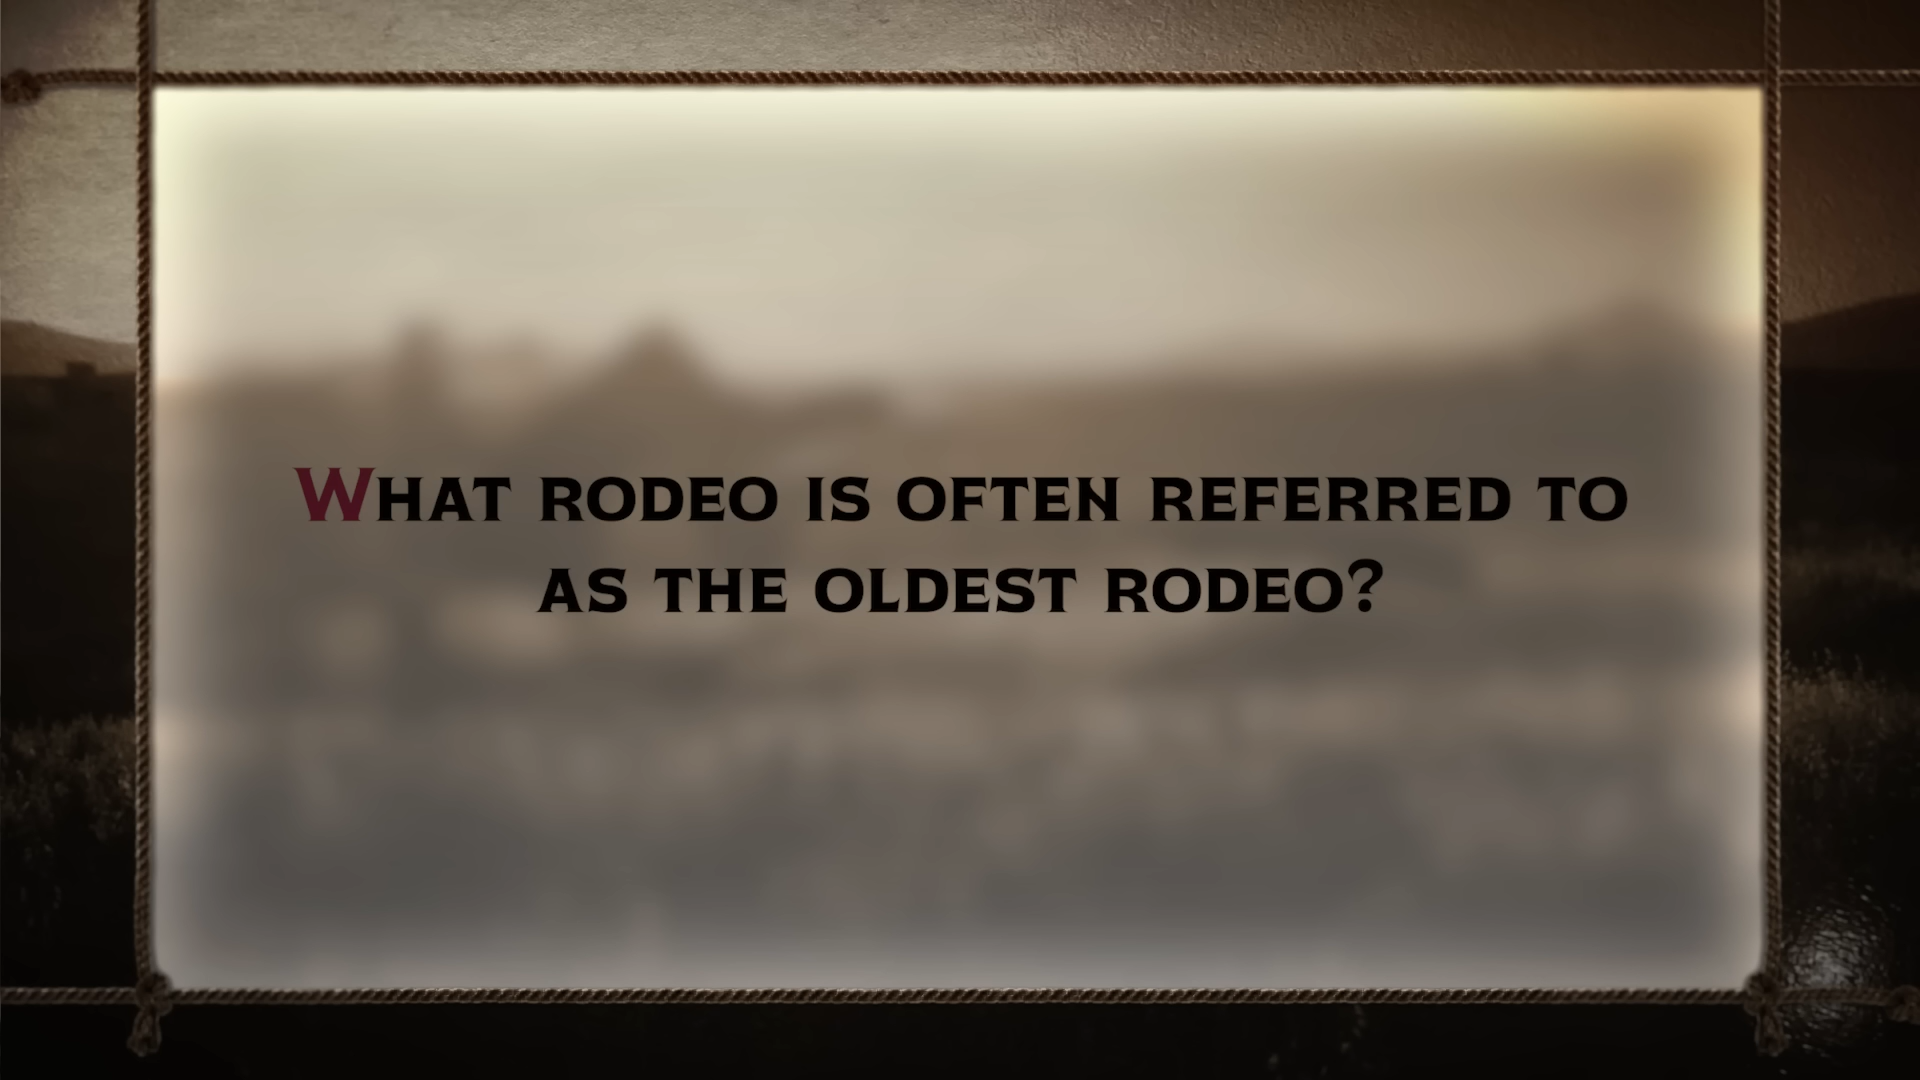 What rodeo is often referred to
as the oldest rodeo?